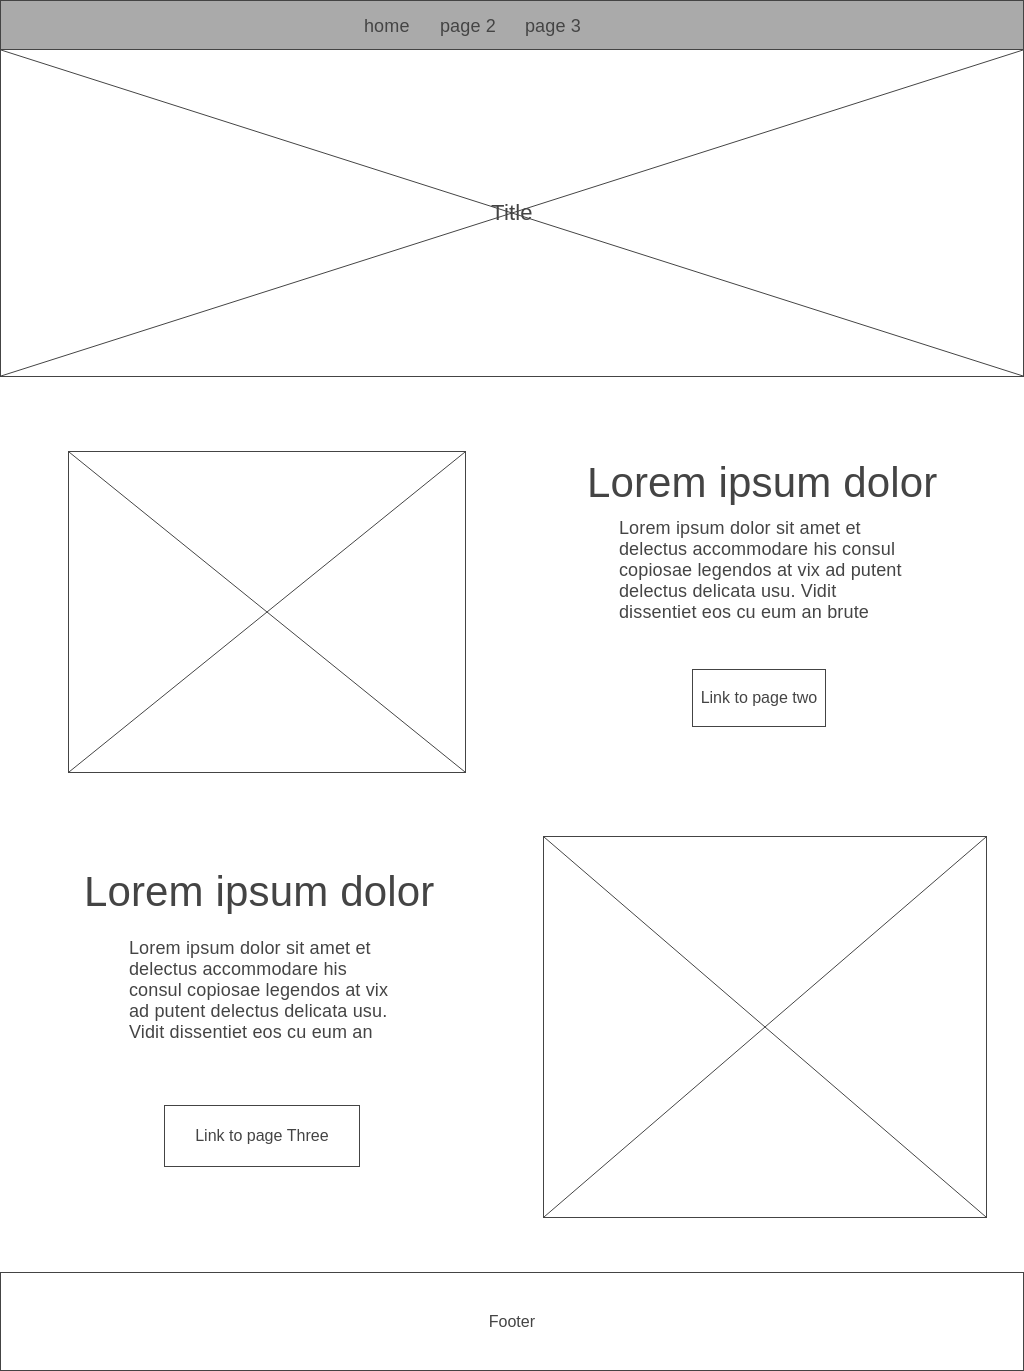 home page 2 page 3
Title
Lorem ipsum dolor
Lorem ipsum dolor sit amet et
delectus accommodare his consul
copiosae legendos at vix ad putent
delectus delicata usu. Vidit
dissentiet eos cu eum an brute
Link to page two
Lorem ipsum dolor
Lorem ipsum dolor sit amet et
delectus accommodare his
consul copiosae legendos at vix
ad putent delectus delicata usu.
Vidit dissentiet eos cu eum an
Link to page Three
Footer